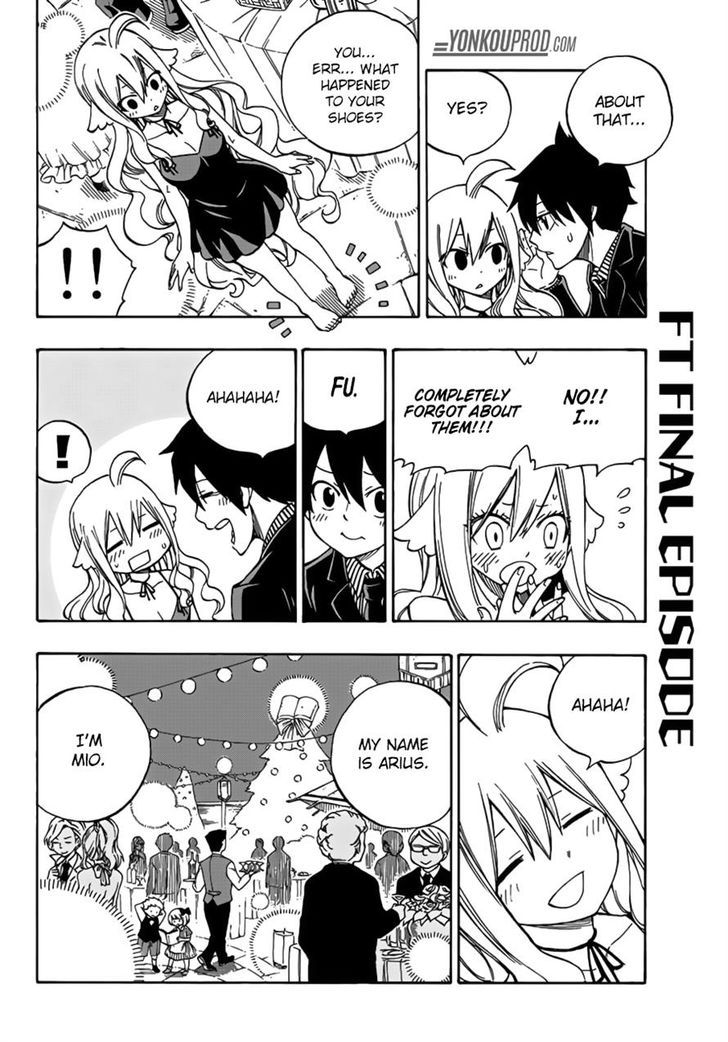 YONKOUPROD.COM
ABOUT
THAT...
YES?
YOU...
ERR... WHAT
HAPPENED
TO YOUR
SHOES?
!!
NO!!
I...
COMPLETELY
FORGOT ABOUT
THEM!!!
FU.
AHAHAHA!
!
AHAHA!
MY NAME
IS ARIUS.
I'M
MIO.
FT FINAL EPISODE